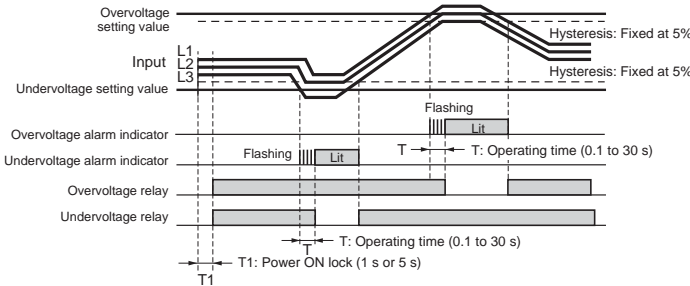 Overvoltage
setting value
Hysteresis: Fixed at 5%
L1
Input
L2
L3
Hysteresis: Fixed at 5%
Undervoltage setting value
Flashing
Overvoltage alarm indicator
Lit
T
T: Operating time (0.1 to 30 s)
Undervoltage alarm indicator
Flashing
Lit
Overvoltage relay
Undervoltage relay
T
T: Operating time (0.1 to 30 s)
T1: Power ON lock (1 s or 5 s)
T1